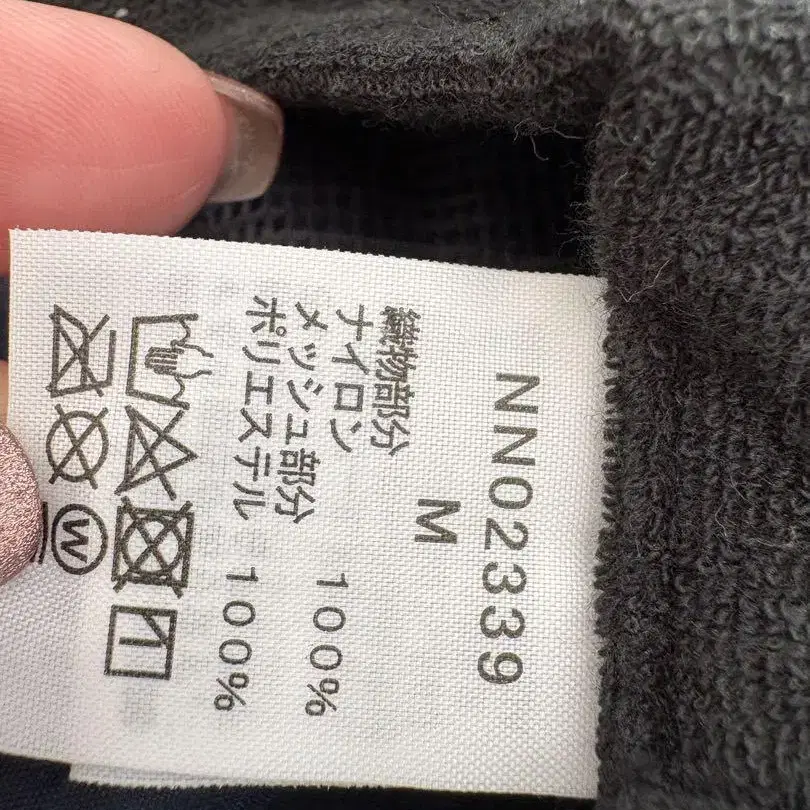 NN02339
M
織物部分
ナイロン 100%
メッシュ部分
ポリエステル 100%
W